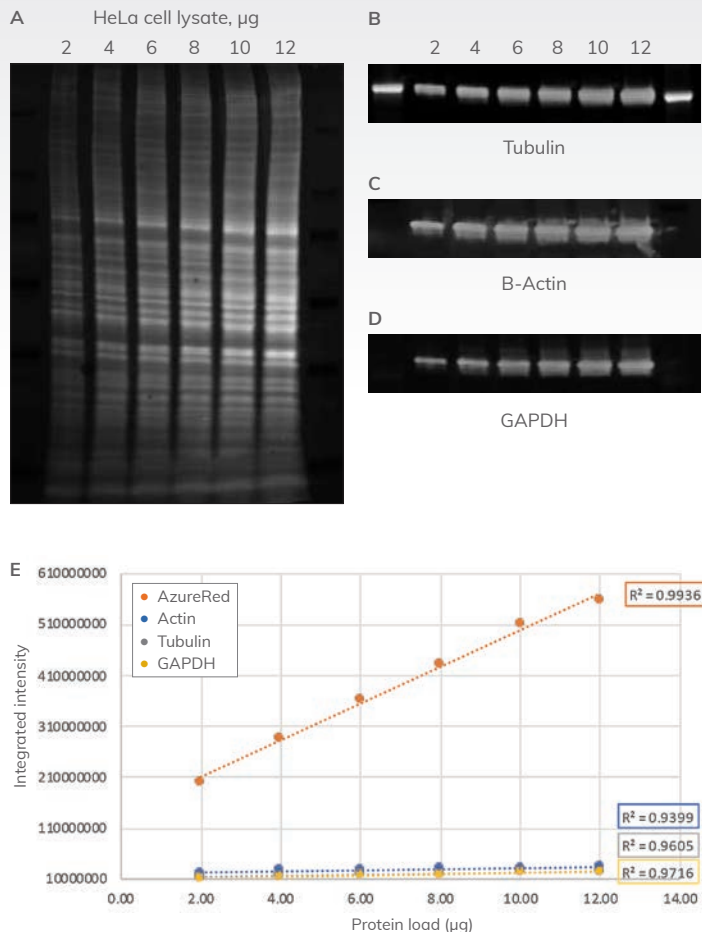 A
HeLa cell lysate, µg
2 4 6 8 10 12
B
2 4 6 8 10 12
Tubulin
C
B-Actin
D
GAPDH
E
610000000
510000000
410000000
310000000
210000000
110000000
10000000
Integrated intensity
AzureRed
Actin
Tubulin
GAPDH
R² = 0.9936
R² = 0.9399
R² = 0.9605
R² = 0.9716
0.00 2.00 4.00 6.00 8.00 10.00 12.00 14.00
Protein load (µg)